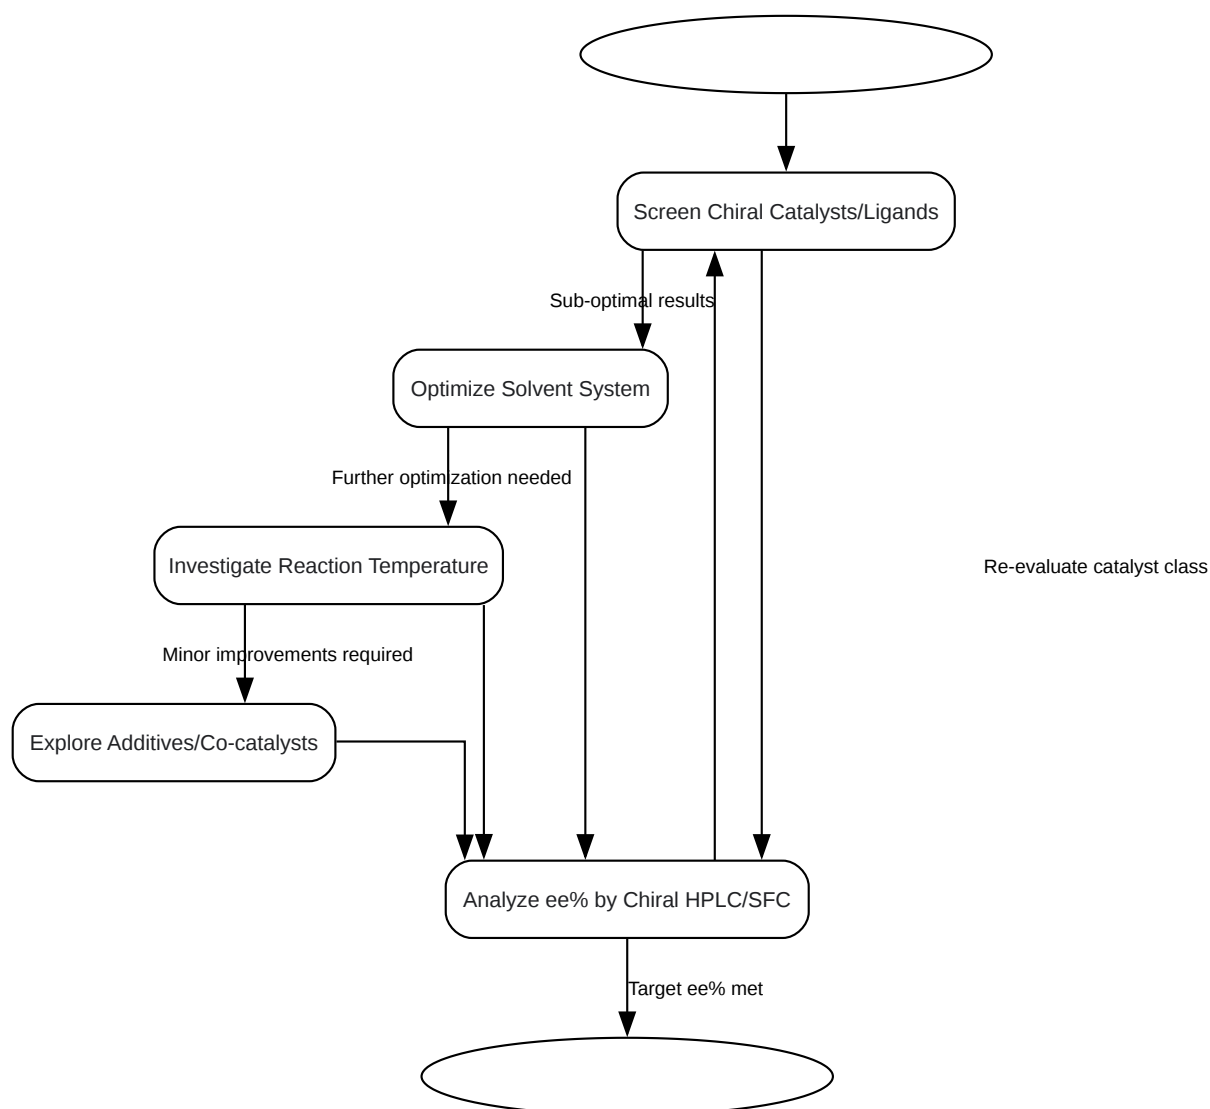 Screen Chiral Catalysts/Ligands
Sub-optimal results
Optimize Solvent System
Further optimization needed
Investigate Reaction Temperature
Re-evaluate catalyst class
Minor improvements required
Explore Additives/Co-catalysts
Analyze ee% by Chiral HPLC/SFC
Target ee% met